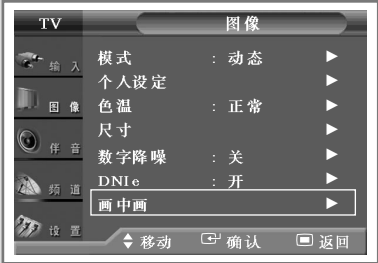 TV 图像
输入
图像
伴音
频道
设置
模式 : 动态
个人设定
色温 : 正常
尺寸
数字降噪 : 关
DNIe : 开
画中画
移动 确认 返回